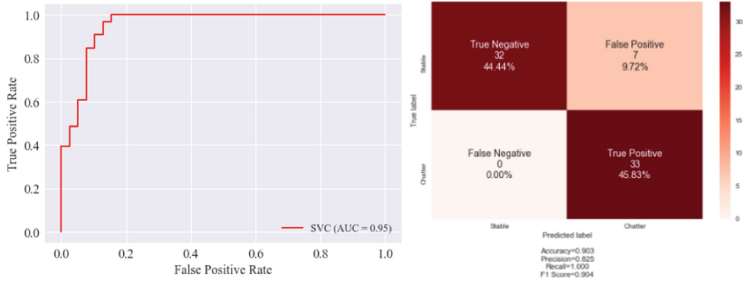 1.0
0.8
0.6
0.4
0.2
0.0
True Positive Rate
SVC (AUC = 0.95)
0.0 0.2 0.4 0.6 0.8 1.0
False Positive Rate
True label
Stable
Chatter
True Negative
32
44.44%
False Positive
7
9.72%
False Negative
0
0.00%
True Positive
33
45.83%
Stable Chatter
Predicted label
Accuracy=0.903
Precision=0.825
Recall=1.000
F1 Score=0.904
30
25
20
15
10
5
0